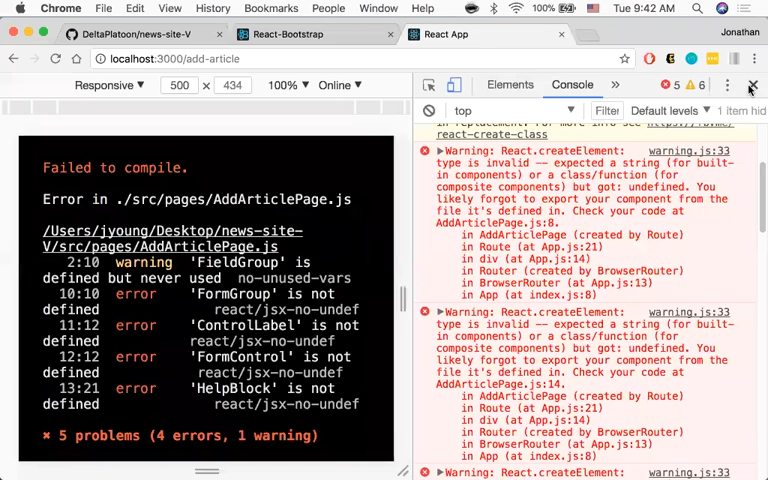 Chrome File Edit View History Bookmarks People Window Help 100% Tue 9:42 AM
DeltaPlatoon/news-site-V × React-Bootstrap × React App × Jonathan
localhost:3000/add-article
Responsive ▼ 500 × 434 100% ▼ Online ▼
Elements Console » 5 6
top ▼ Filter Default levels ▼ 1 item hid
Failed to compile.
Error in ./src/pages/AddArticlePage.js
/Users/jyoung/Desktop/news-site-
V/src/pages/AddArticlePage.js
2:10 warning 'FieldGroup' is
defined but never used no-unused-vars
10:10 error 'FormGroup' is not
defined react/jsx-no-undef
11:12 error 'ControlLabel' is not
defined react/jsx-no-undef
12:12 error 'FormControl' is not
defined react/jsx-no-undef
13:21 error 'HelpBlock' is not
defined react/jsx-no-undef
✖ 5 problems (4 errors, 1 warning)
in replacement. For more info see https://fb.me/
react-create-class
▶Warning: React.createElement: warning.js:33
type is invalid -- expected a string (for built-
in components) or a class/function (for
composite components) but got: undefined. You
likely forgot to export your component from the
file it's defined in. Check your code at
AddArticlePage.js:8.
in AddArticlePage (created by Route)
in Route (at App.js:21)
in div (at App.js:14)
in Router (created by BrowserRouter)
in BrowserRouter (at App.js:13)
in App (at index.js:8)
▶Warning: React.createElement: warning.js:33
type is invalid -- expected a string (for built-
in components) or a class/function (for
composite components) but got: undefined. You
likely forgot to export your component from the
file it's defined in. Check your code at
AddArticlePage.js:14.
in AddArticlePage (created by Route)
in Route (at App.js:21)
in div (at App.js:14)
in Router (created by BrowserRouter)
in BrowserRouter (at App.js:13)
in App (at index.js:8)
▶Warning: React.createElement: warning.js:33